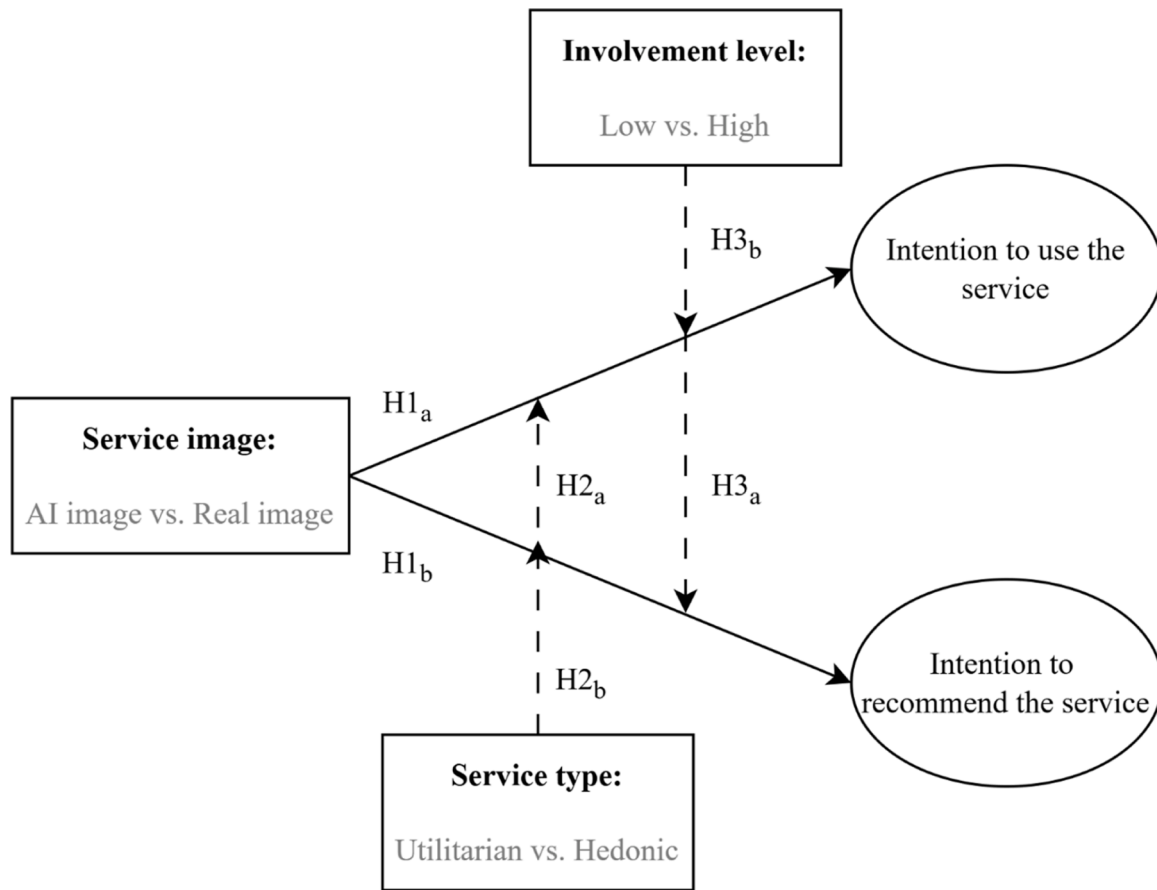 Involvement level:
Low vs. High
H3b
Intention to use the
service
H1a
Service image:
AI image vs. Real image
H2a
H3a
H1b
H2b
Intention to
recommend the service
Service type:
Utilitarian vs. Hedonic